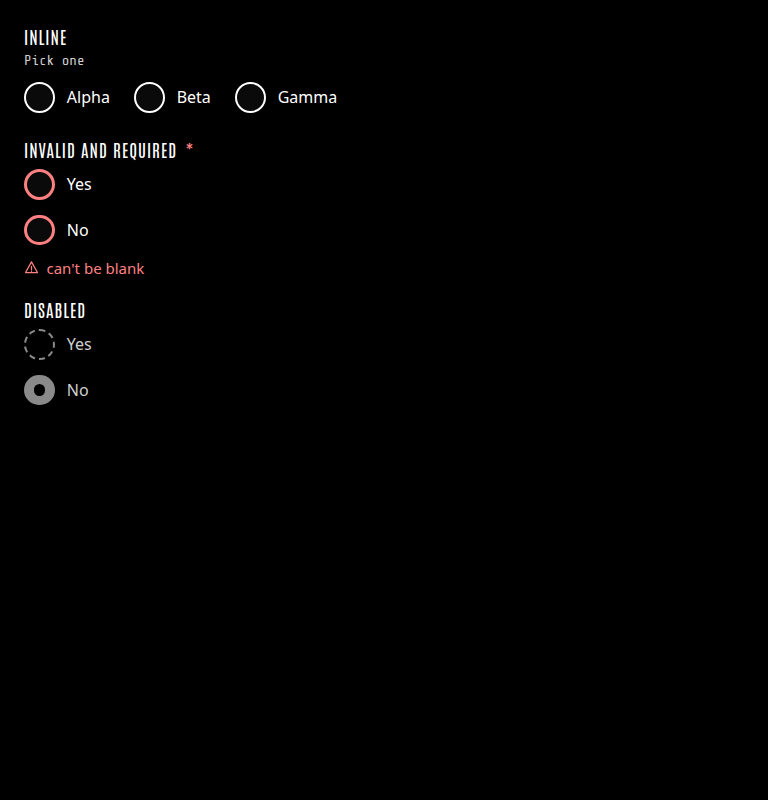 INLINE
Pick one
Alpha Beta Gamma
INVALID AND REQUIRED *
Yes
No
can't be blank
DISABLED
Yes
No